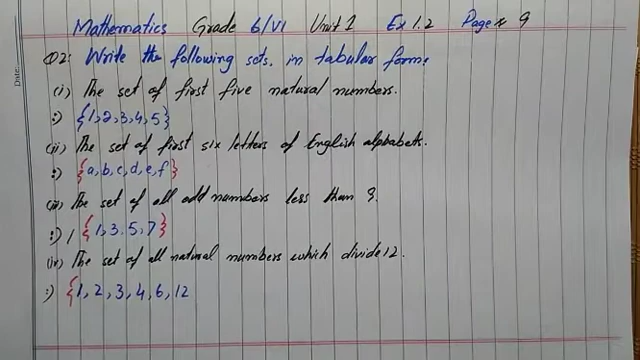 Date:
Mathematics Grade 6/VI Unit 1 Ex 1.2 Page # 9
Q2: Write the following sets, in tabular form:
(i) The set of first five natural numbers.
:) {1,2,3,4,5}
(ii) The set of first six letters of English alphabets.
:) {a,b,c,d,e,f}
(iii) The set of all odd numbers less than 9.
:) {1,3.5,7}
(iv) The set of all natural numbers which divide 12.
:) {1, 2, 3, 4, 6, 12